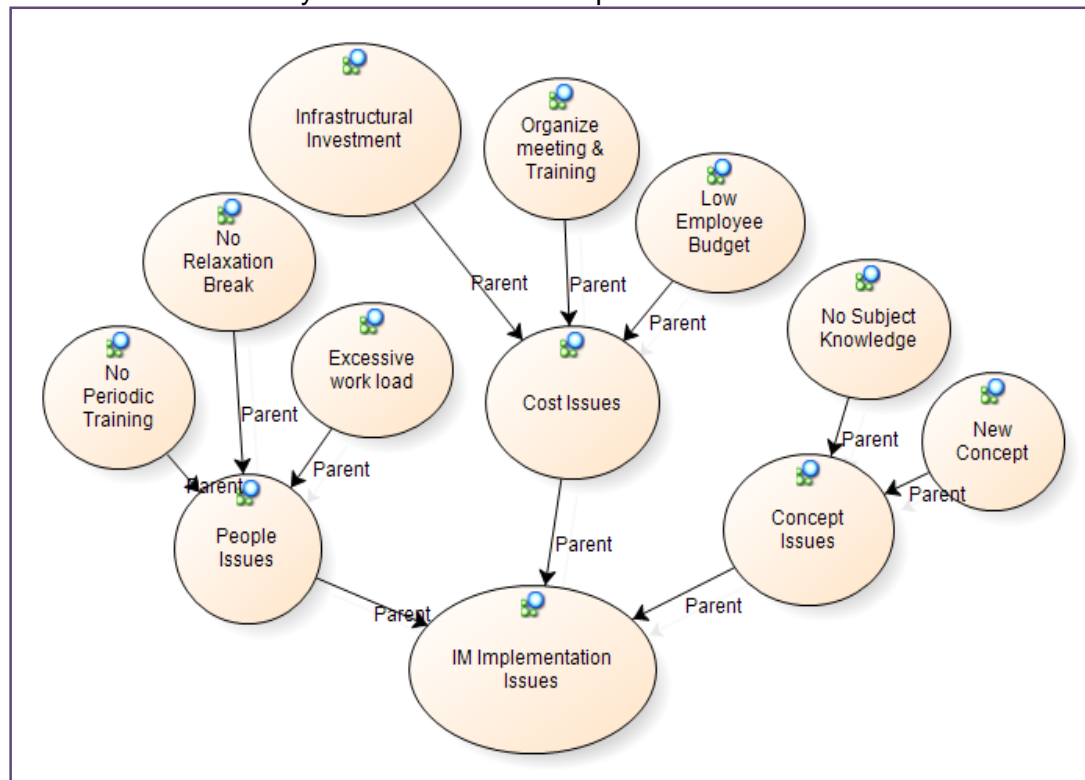 Infrastructural
Investment
Organize
meeting &
Training
Low
Employee
Budget
No
Relaxation
Break
No Subject
Knowledge
No
Periodic
Training
Excessive
work load
Cost Issues
New
Concept
People
Issues
Concept
Issues
IM Implementation
Issues
Parent
Parent
Parent
Parent
Parent
Parent
Parent
Parent
Parent
Parent
Parent